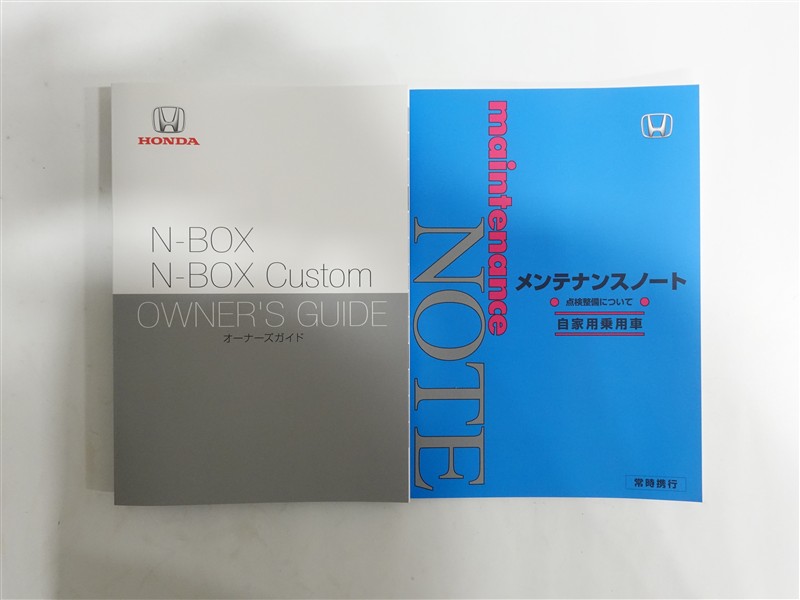 HONDA
N-BOX
N-BOX Custom
OWNER'S GUIDE
オーナーズガイド
maintenance
NOTE
メンテナンスノート
点検整備について
自家用乗用車
常時携行